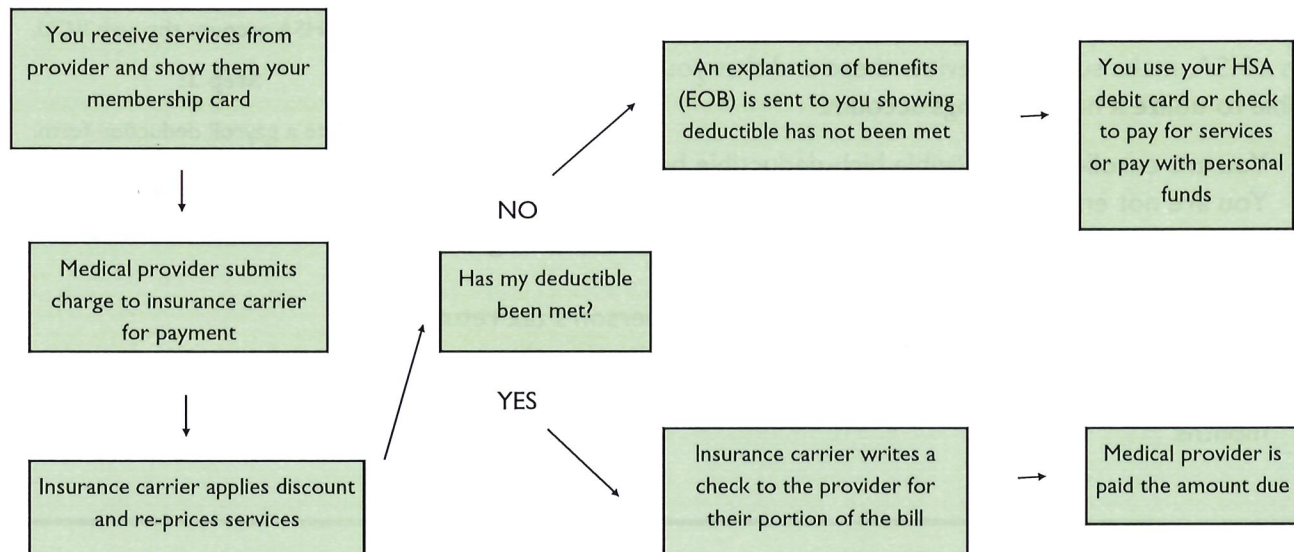 You receive services from
provider and show them your
membership card
Medical provider submits
charge to insurance carrier
for payment
Insurance carrier applies discount
and re-prices services
Has my deductible
been met?
NO
An explanation of benefits
(EOB) is sent to you showing
deductible has not been met
You use your HSA
debit card or check
to pay for services
or pay with personal
funds
YES
Insurance carrier writes a
check to the provider for
their portion of the bill
Medical provider is
paid the amount due
You are not en